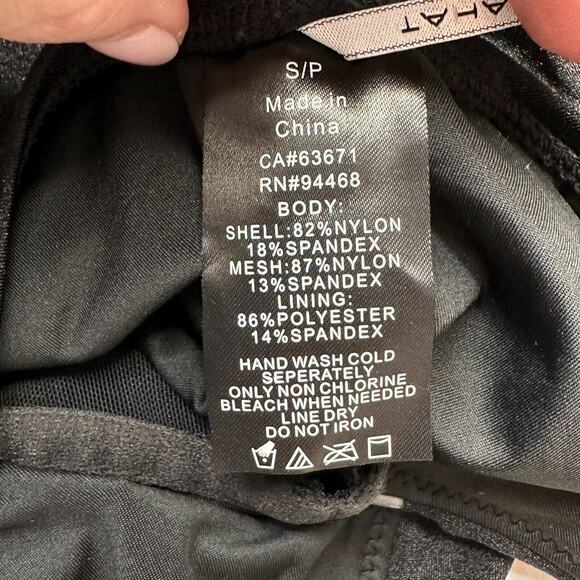 S/P
Made in
China
CA#63671
RN#94468
BODY:
SHELL:82%NYLON
18%SPANDEX
MESH:87%NYLON
13%SPANDEX
LINING:
86%POLYESTER
14%SPANDEX
HAND WASH COLD
SEPERATELY
ONLY NON CHLORINE
BLEACH WHEN NEEDED
LINE DRY
DO NOT IRON